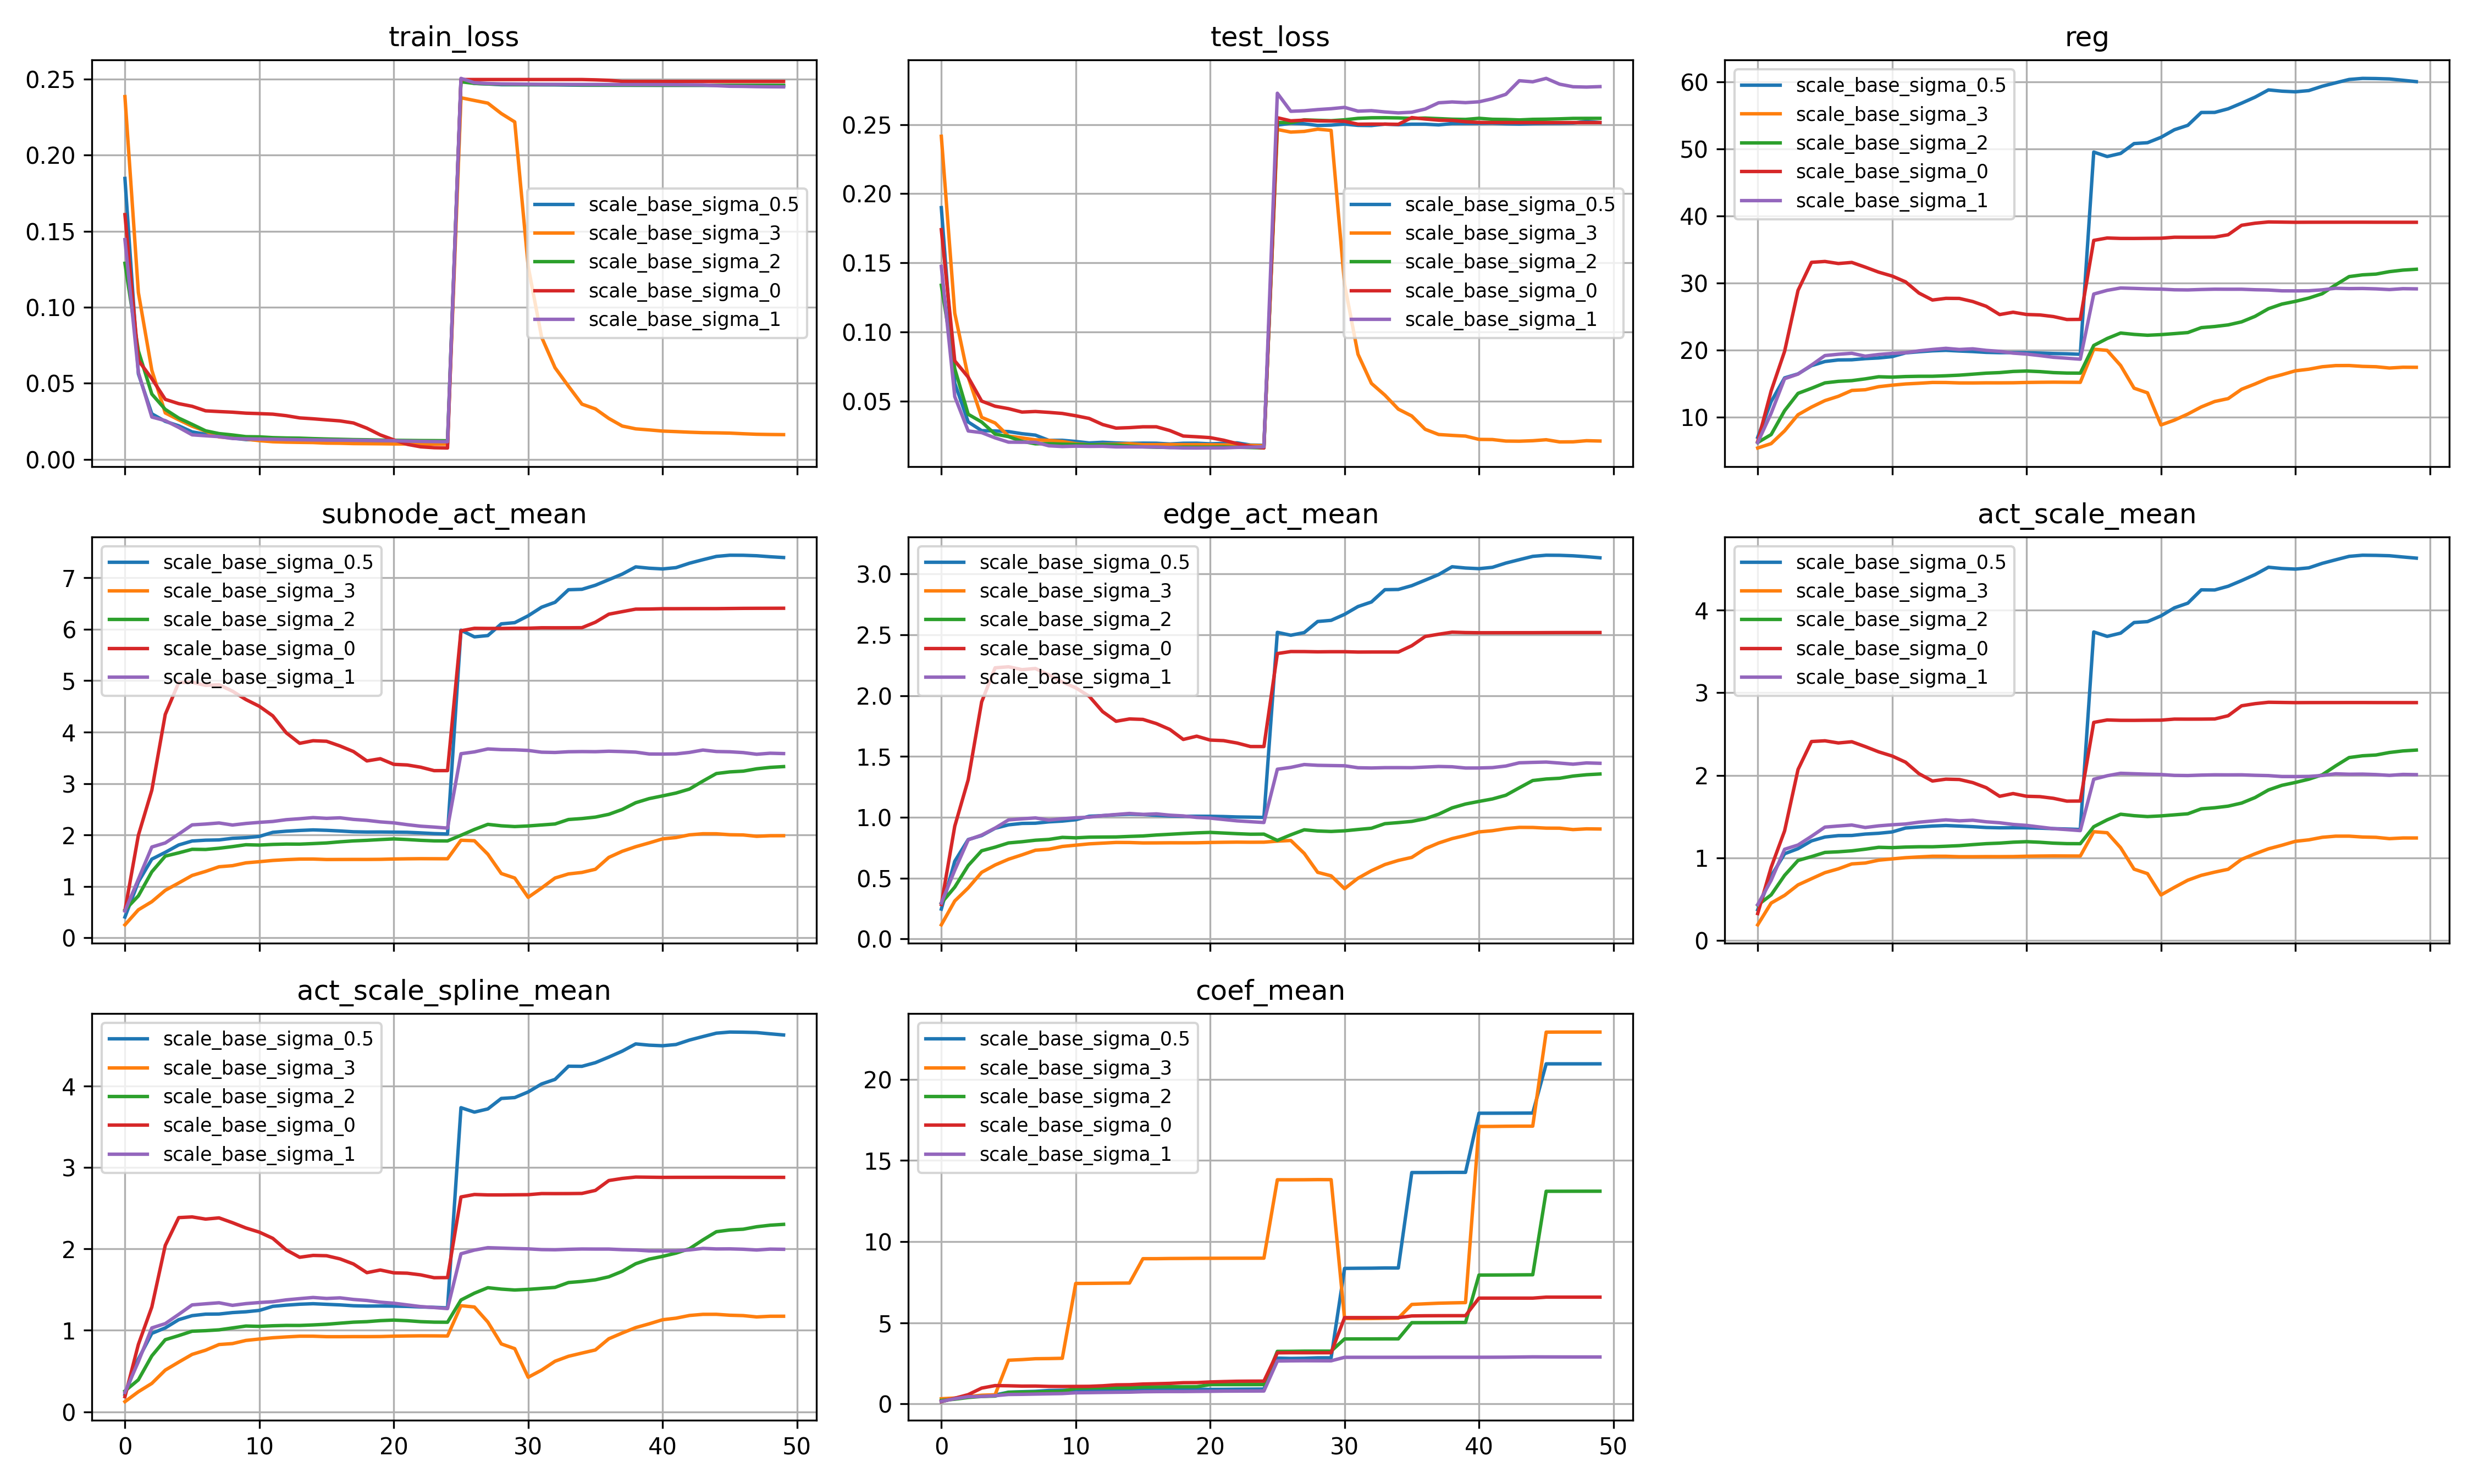 train_loss
0.25
0.20
0.15
0.10
0.05
0.00
scale_base_sigma_0.5
scale_base_sigma_3
scale_base_sigma_2
scale_base_sigma_0
scale_base_sigma_1
test_loss
0.25
0.20
0.15
0.10
0.05
scale_base_sigma_0.5
scale_base_sigma_3
scale_base_sigma_2
scale_base_sigma_0
scale_base_sigma_1
reg
60
50
40
30
20
10
scale_base_sigma_0.5
scale_base_sigma_3
scale_base_sigma_2
scale_base_sigma_0
scale_base_sigma_1
subnode_act_mean
7
6
5
4
3
2
1
0
scale_base_sigma_0.5
scale_base_sigma_3
scale_base_sigma_2
scale_base_sigma_0
scale_base_sigma_1
edge_act_mean
3.0
2.5
2.0
1.5
1.0
0.5
0.0
scale_base_sigma_0.5
scale_base_sigma_3
scale_base_sigma_2
scale_base_sigma_0
scale_base_sigma_1
act_scale_mean
4
3
2
1
0
scale_base_sigma_0.5
scale_base_sigma_3
scale_base_sigma_2
scale_base_sigma_0
scale_base_sigma_1
act_scale_spline_mean
4
3
2
1
0
scale_base_sigma_0.5
scale_base_sigma_3
scale_base_sigma_2
scale_base_sigma_0
scale_base_sigma_1
0 10 20 30 40 50
coef_mean
20
15
10
5
0
scale_base_sigma_0.5
scale_base_sigma_3
scale_base_sigma_2
scale_base_sigma_0
scale_base_sigma_1
0 10 20 30 40 50